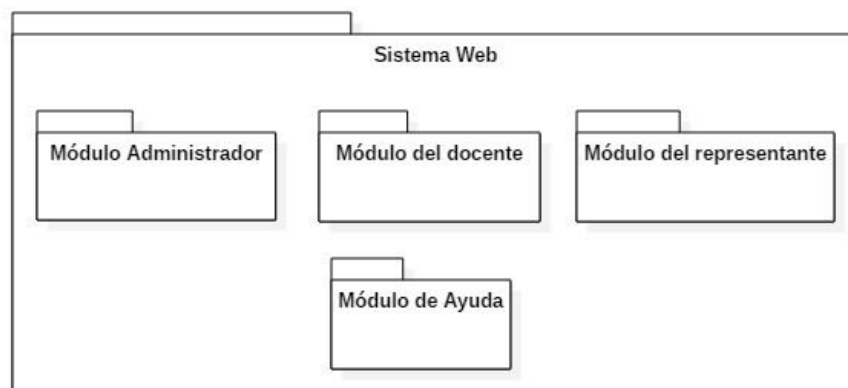 Sistema Web
Módulo Administrador
Módulo del docente
Módulo del representante
Módulo de Ayuda